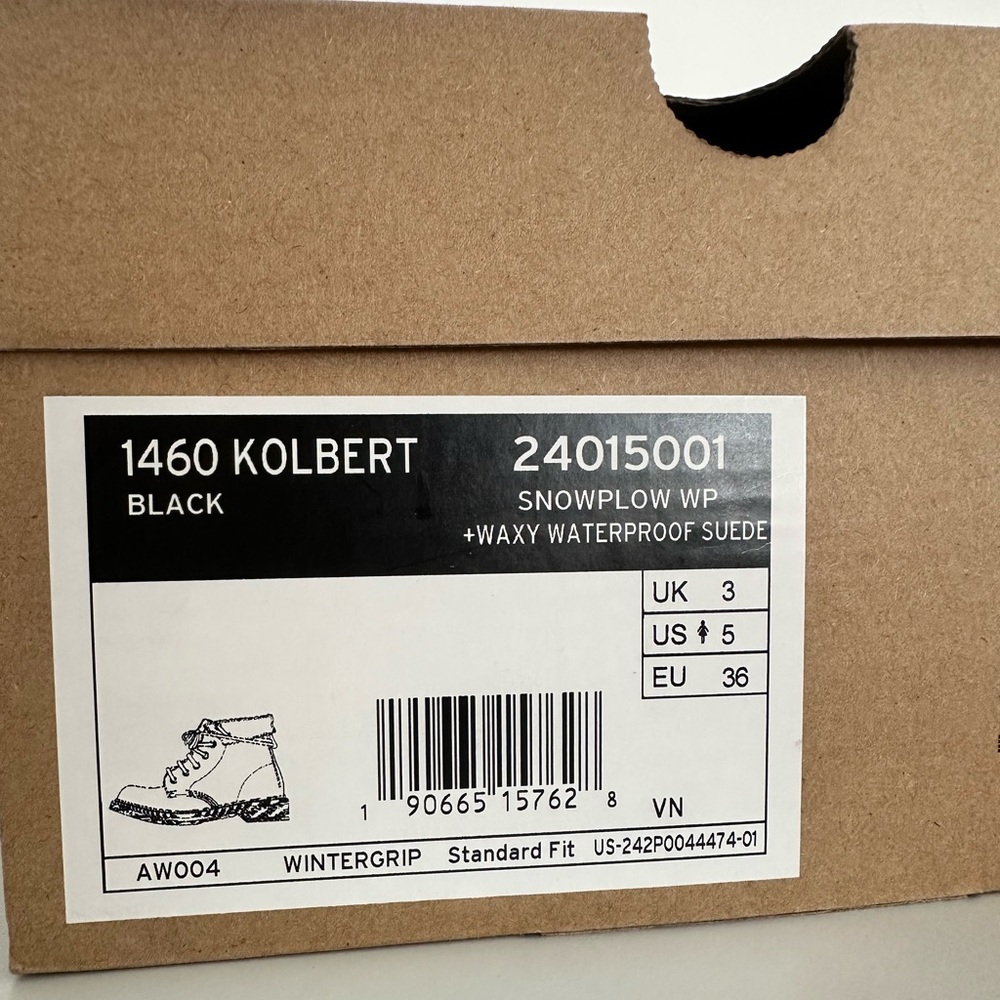 1460 KOLBERT 24015001
BLACK SNOWPLOW WP
+WAXY WATERPROOF SUEDE
UK 3
US 5
EU 36
1 90665 15762 8 VN
AW004 WINTERGRIP Standard Fit US-242P0044474-01